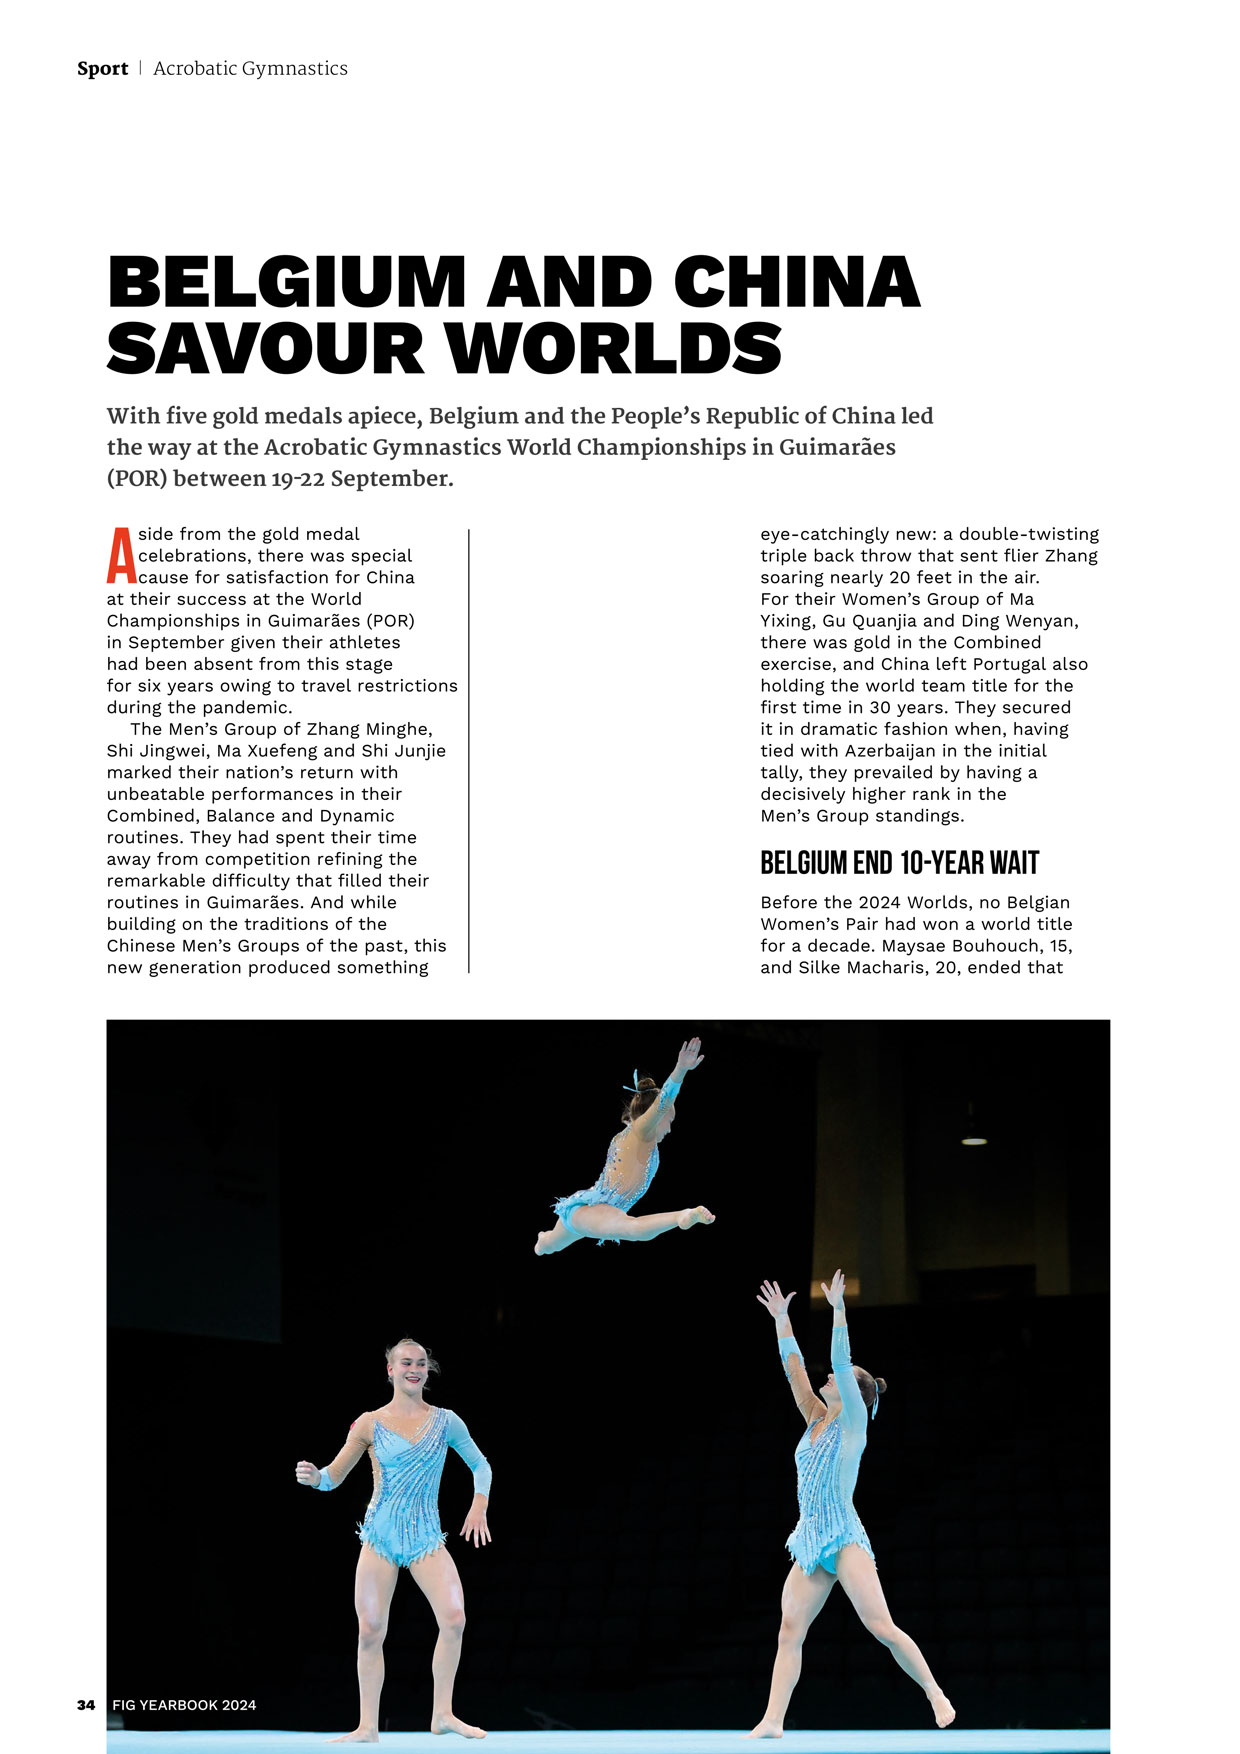 Sport | Acrobatic Gymnastics
BELGIUM AND CHINA
SAVOUR WORLDS
With five gold medals apiece, Belgium and the People’s Republic of China led
the way at the Acrobatic Gymnastics World Championships in Guimarães
(POR) between 19-22 September.
Aside from the gold medal
celebrations, there was special
cause for satisfaction for China
at their success at the World
Championships in Guimarães (POR)
in September given their athletes
had been absent from this stage
for six years owing to travel restrictions
during the pandemic.
The Men’s Group of Zhang Minghe,
Shi Jingwei, Ma Xuefeng and Shi Junjie
marked their nation’s return with
unbeatable performances in their
Combined, Balance and Dynamic
routines. They had spent their time
away from competition refining the
remarkable difficulty that filled their
routines in Guimarães. And while
building on the traditions of the
Chinese Men’s Groups of the past, this
new generation produced something
eye-catchingly new: a double-twisting
triple back throw that sent flier Zhang
soaring nearly 20 feet in the air.
For their Women’s Group of Ma
Yixing, Gu Quanjia and Ding Wenyan,
there was gold in the Combined
exercise, and China left Portugal also
holding the world team title for the
first time in 30 years. They secured
it in dramatic fashion when, having
tied with Azerbaijan in the initial
tally, they prevailed by having a
decisively higher rank in the
Men’s Group standings.
BELGIUM END 10-YEAR WAIT
Before the 2024 Worlds, no Belgian
Women’s Pair had won a world title
for a decade. Maysae Bouhouch, 15,
and Silke Macharis, 20, ended that
34 FIG YEARBOOK 2024